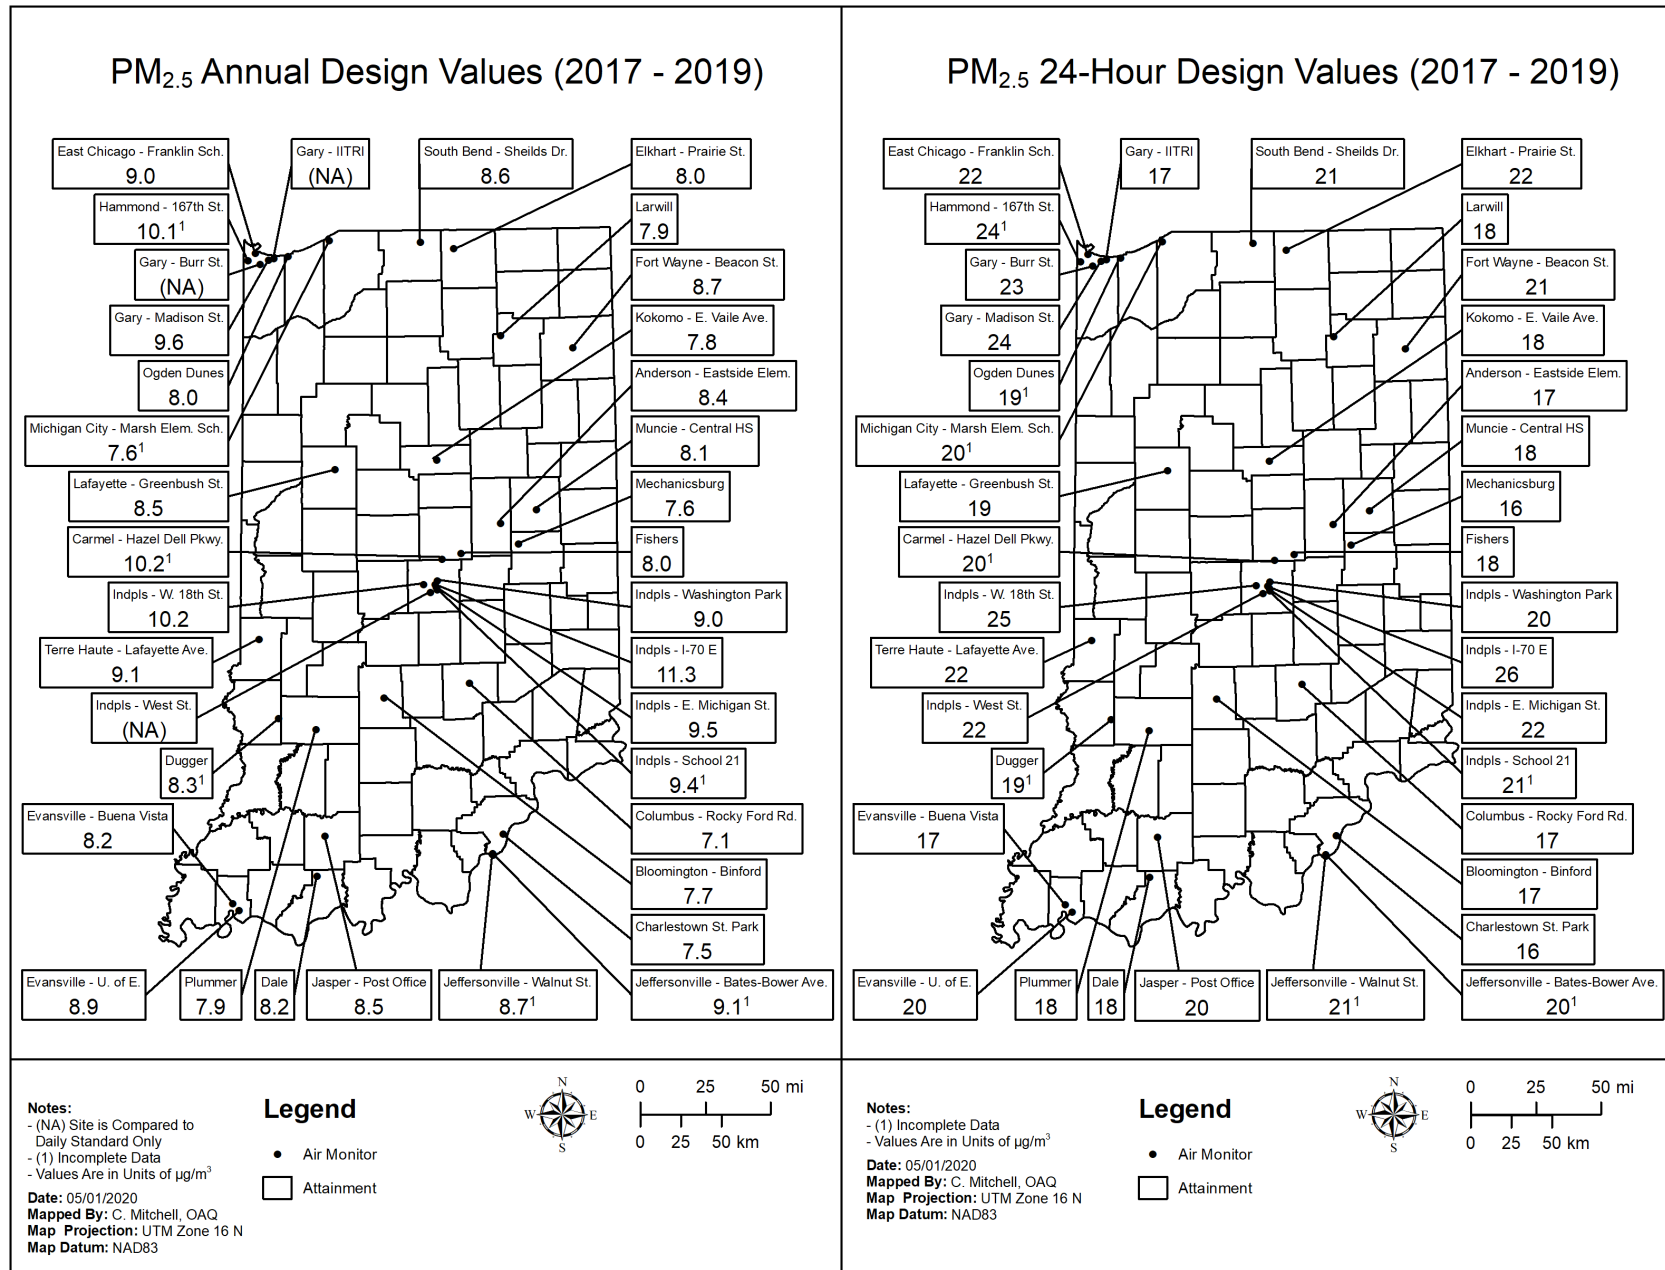 PM2.5 Annual Design Values (2017 - 2019)
East Chicago - Franklin Sch.
9.0
Gary - IITRI
(NA)
South Bend - Sheilds Dr.
8.6
Elkhart - Prairie St.
8.0
Hammond - 167th St.
10.1¹
Larwill
7.9
Gary - Burr St.
(NA)
Fort Wayne - Beacon St.
8.7
Gary - Madison St.
9.6
Kokomo - E. Vaile Ave.
7.8
Ogden Dunes
8.0
Anderson - Eastside Elem.
8.4
Michigan City - Marsh Elem. Sch.
7.6¹
Muncie - Central HS
8.1
Lafayette - Greenbush St.
8.5
Mechanicsburg
7.6
Carmel - Hazel Dell Pkwy.
10.2¹
Fishers
8.0
Indpls - W. 18th St.
10.2
Indpls - Washington Park
9.0
Terre Haute - Lafayette Ave.
9.1
Indpls - I-70 E
11.3
Indpls - West St.
(NA)
Indpls - E. Michigan St.
9.5
Dugger
8.3¹
Indpls - School 21
9.4¹
Evansville - Buena Vista
8.2
Columbus - Rocky Ford Rd.
7.1
Bloomington - Binford
7.7
Charlestown St. Park
7.5
Evansville - U. of E.
8.9
Plummer
7.9
Dale
8.2
Jasper - Post Office
8.5
Jeffersonville - Walnut St.
8.7¹
Jeffersonville - Bates-Bower Ave.
9.1¹
Notes:
- (NA) Site is Compared to
Daily Standard Only
- (1) Incomplete Data
- Values Are in Units of µg/m³
Date: 05/01/2020
Mapped By: C. Mitchell, OAQ
Map Projection: UTM Zone 16 N
Map Datum: NAD83
Legend
Air Monitor
Attainment
N
W E
S
0 25 50 mi
0 25 50 km
PM2.5 24-Hour Design Values (2017 - 2019)
East Chicago - Franklin Sch.
22
Gary - IITRI
17
South Bend - Sheilds Dr.
21
Elkhart - Prairie St.
22
Hammond - 167th St.
24¹
Larwill
18
Gary - Burr St.
23
Fort Wayne - Beacon St.
21
Gary - Madison St.
24
Kokomo - E. Vaile Ave.
18
Ogden Dunes
19¹
Anderson - Eastside Elem.
17
Michigan City - Marsh Elem. Sch.
20¹
Muncie - Central HS
18
Lafayette - Greenbush St.
19
Mechanicsburg
16
Carmel - Hazel Dell Pkwy.
20¹
Fishers
18
Indpls - W. 18th St.
25
Indpls - Washington Park
20
Terre Haute - Lafayette Ave.
22
Indpls - I-70 E
26
Indpls - West St.
22
Indpls - E. Michigan St.
22
Dugger
19¹
Indpls - School 21
21¹
Evansville - Buena Vista
17
Columbus - Rocky Ford Rd.
17
Bloomington - Binford
17
Charlestown St. Park
16
Evansville - U. of E.
20
Plummer
18
Dale
18
Jasper - Post Office
20
Jeffersonville - Walnut St.
21¹
Jeffersonville - Bates-Bower Ave.
20¹
Notes:
- (1) Incomplete Data
- Values Are in Units of µg/m³
Date: 05/01/2020
Mapped By: C. Mitchell, OAQ
Map Projection: UTM Zone 16 N
Map Datum: NAD83
Legend
Air Monitor
Attainment
N
W E
S
0 25 50 mi
0 25 50 km